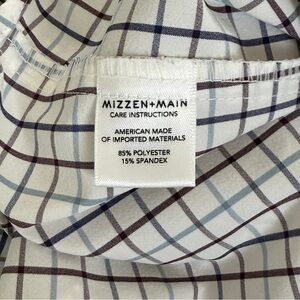 MIZZEN+MAIN
CARE INSTRUCTIONS
AMERICAN MADE
OF IMPORTED MATERIALS
85% POLYESTER
15% SPANDEX